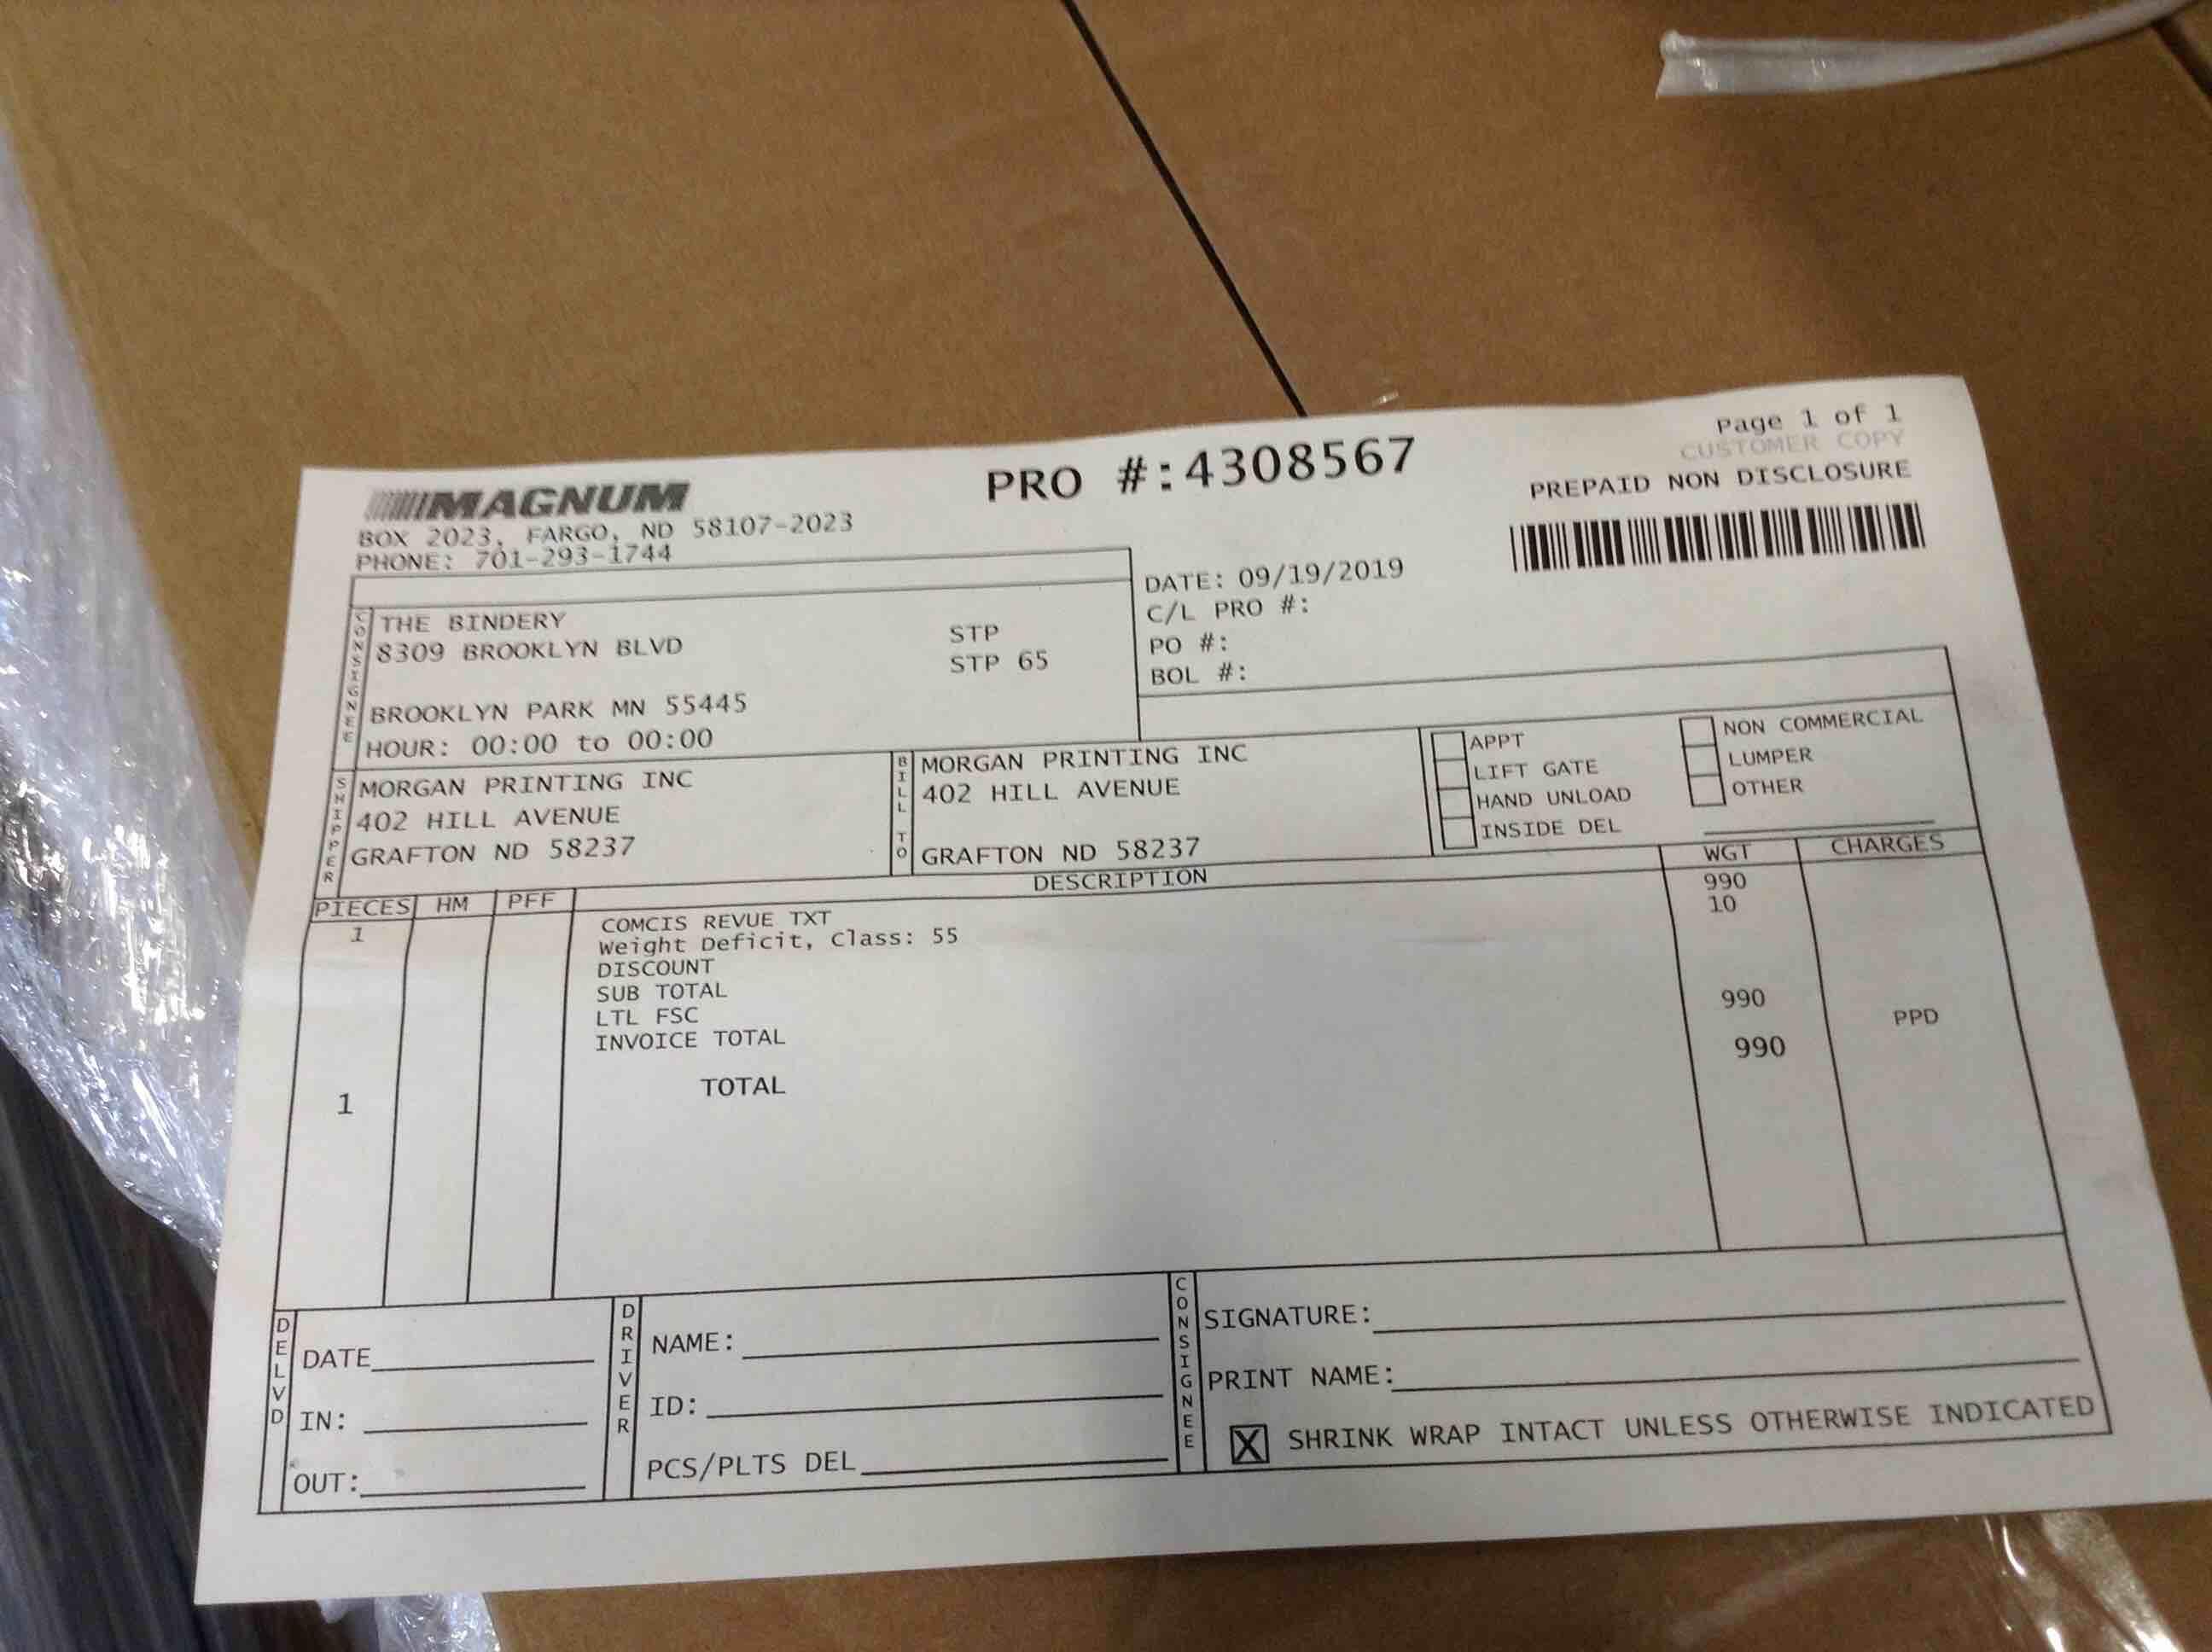 Page 1 of 1
CUSTOMER COPY
MAGNUM
PRO #:4308567
PREPAID NON DISCLOSURE
BOX 2023, FARGO, ND 58107-2023
PHONE: 701-293-1744
CONSIGNEE
THE BINDERY
8309 BROOKLYN BLVD
STP
STP 65
BROOKLYN PARK MN 55445
HOUR: 00:00 to 00:00
DATE: 09/19/2019
C/L PRO #:
PO #:
BOL #:
SHIPPER
MORGAN PRINTING INC
402 HILL AVENUE
GRAFTON ND 58237
BILL TO
MORGAN PRINTING INC
402 HILL AVENUE
GRAFTON ND 58237
APPT
LIFT GATE
HAND UNLOAD
INSIDE DEL
NON COMMERCIAL
LUMPER
OTHER
PIECES HM PFF DESCRIPTION WGT CHARGES
1 COMCIS REVUE TXT 990
Weight Deficit, Class: 55 10
DISCOUNT
SUB TOTAL 990
LTL FSC
INVOICE TOTAL 990 PPD
1 TOTAL
DELVD
DATE
IN:
OUT:
DRIVER
NAME:
ID:
PCS/PLTS DEL
CONSIGNEE
SIGNATURE:
PRINT NAME:
X SHRINK WRAP INTACT UNLESS OTHERWISE INDICATED